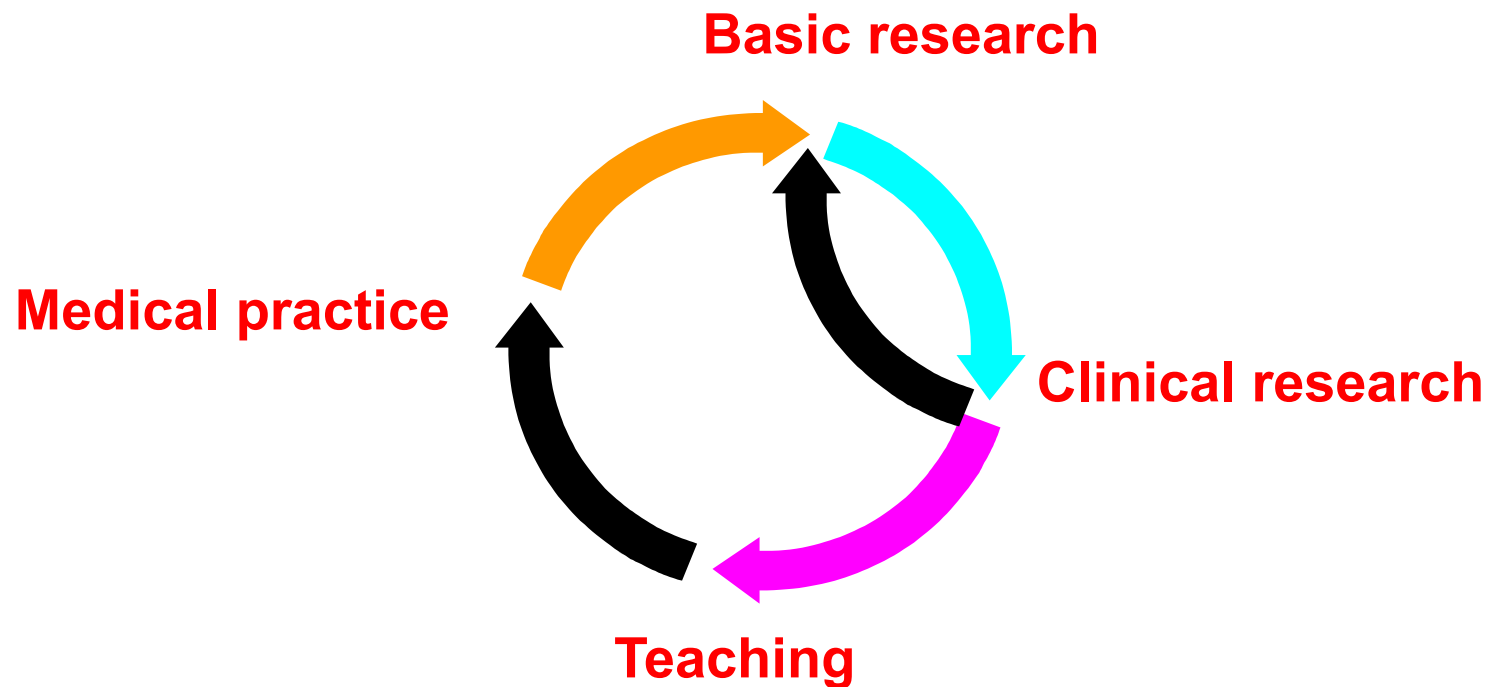 Basic research
Medical practice
Clinical research
Teaching